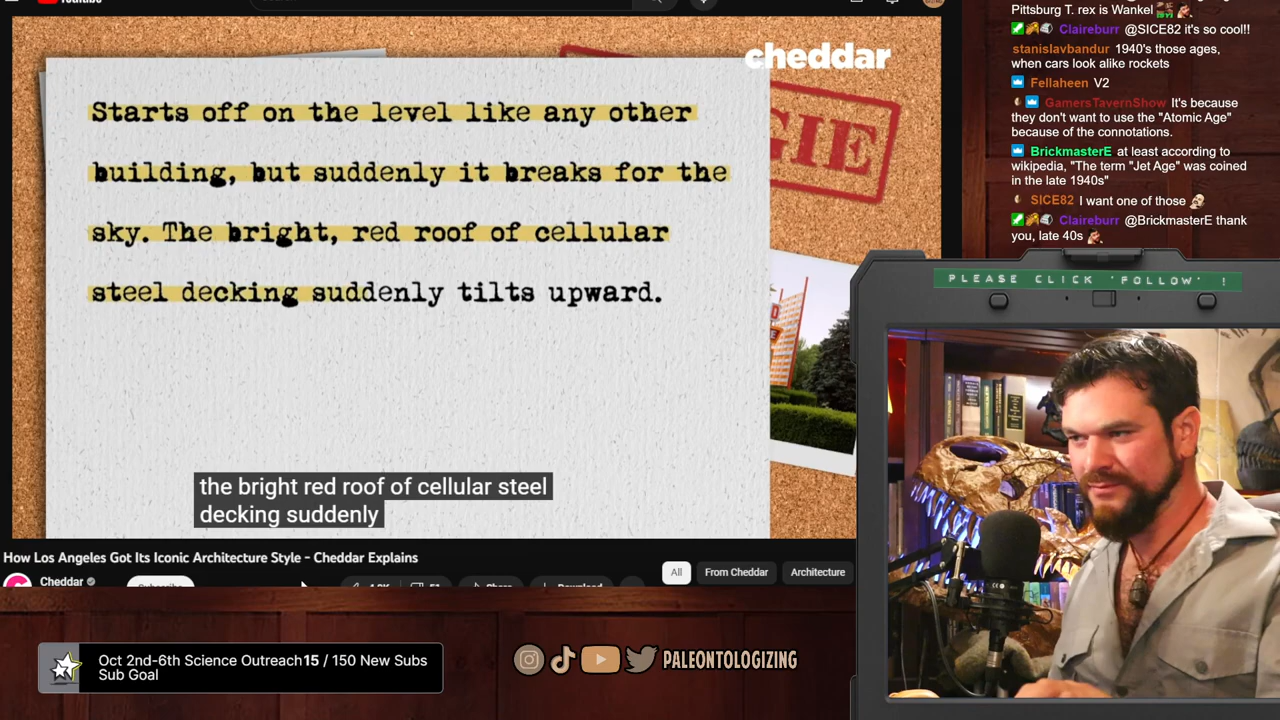 cheddar
GIE
Starts off on the level like any other
building, but suddenly it breaks for the
sky. The bright, red roof of cellular
steel decking suddenly tilts upward.
the bright red roof of cellular steel
decking suddenly
How Los Angeles Got Its Iconic Architecture Style - Cheddar Explains
Cheddar
Subscribe
Share
Download
All
From Cheddar
Architecture
Pittsburg T. rex is Wankel
Claireburr @SICE82 it's so cool!!
stanislavbandur 1940's those ages,
when cars look alike rockets
Fellaheen V2
GamersTavernShow It's because
they don't want to use the "Atomic Age"
because of the connotations.
BrickmasterE at least according to
wikipedia, "The term "Jet Age" was coined
in the late 1940s"
SICE82 I want one of those
Claireburr @BrickmasterE thank
you, late 40s
PLEASE CLICK 'FOLLOW' !
Oct 2nd-6th Science Outreach 15 / 150 New Subs
Sub Goal
PALEONTOLOGIZING